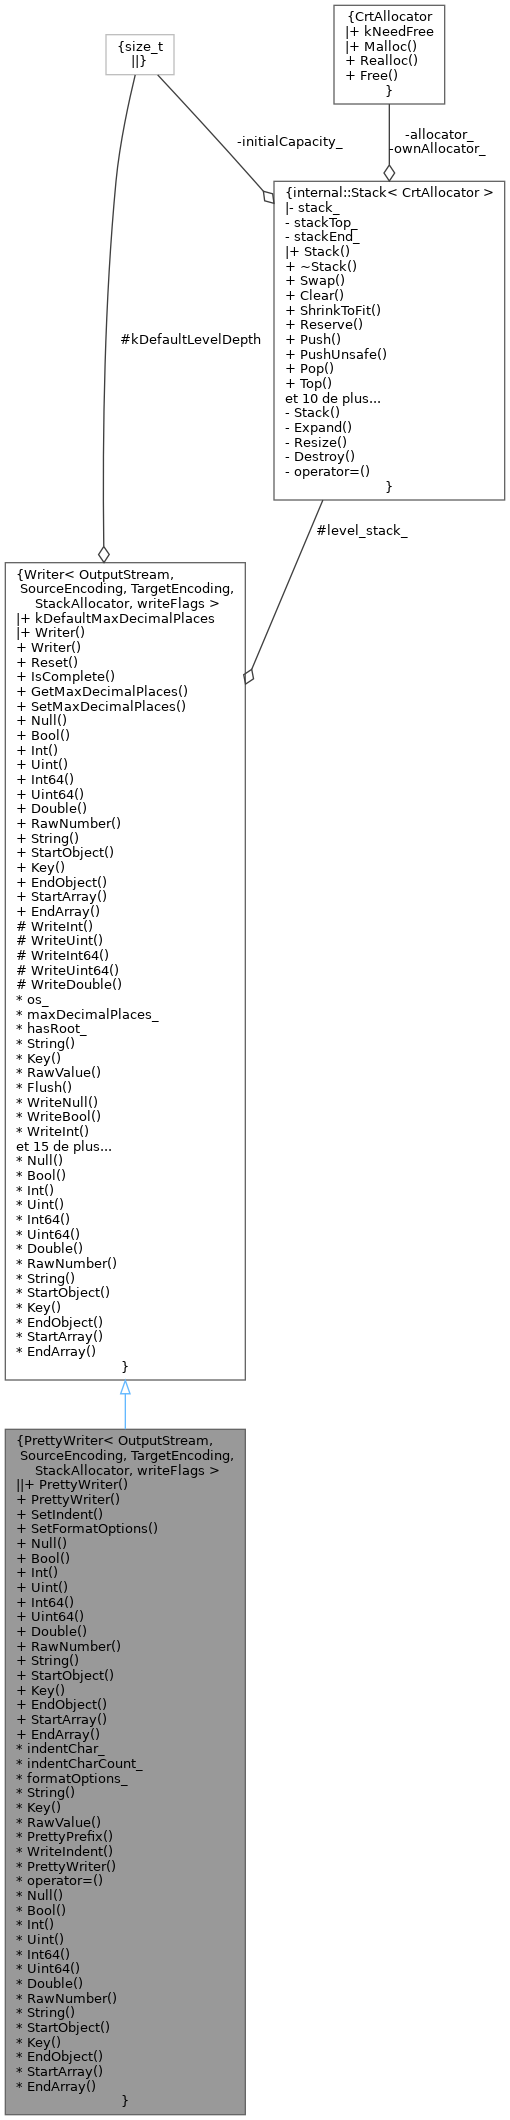 {CrtAllocator
|+ kNeedFree
|+ Malloc()
+ Realloc()
+ Free()
}
{size_t
||}
-allocator_
-ownAllocator_
-initialCapacity_
{internal::Stack< CrtAllocator >
|- stack_
- stackTop_
- stackEnd_
|+ Stack()
+ ~Stack()
+ Swap()
+ Clear()
+ ShrinkToFit()
+ Reserve()
+ Push()
+ PushUnsafe()
+ Pop()
+ Top()
et 10 de plus...
- Stack()
- Expand()
- Resize()
- Destroy()
- operator=()
}
#kDefaultLevelDepth
#level_stack_
{Writer< OutputStream,
SourceEncoding, TargetEncoding,
StackAllocator, writeFlags >
|+ kDefaultMaxDecimalPlaces
|+ Writer()
+ Writer()
+ Reset()
+ IsComplete()
+ GetMaxDecimalPlaces()
+ SetMaxDecimalPlaces()
+ Null()
+ Bool()
+ Int()
+ Uint()
+ Int64()
+ Uint64()
+ Double()
+ RawNumber()
+ String()
+ StartObject()
+ Key()
+ EndObject()
+ StartArray()
+ EndArray()
# WriteInt()
# WriteUint()
# WriteInt64()
# WriteUint64()
# WriteDouble()
* os_
* maxDecimalPlaces_
* hasRoot_
* String()
* Key()
* RawValue()
* Flush()
* WriteNull()
* WriteBool()
* WriteInt()
et 15 de plus...
* Null()
* Bool()
* Int()
* Uint()
* Int64()
* Uint64()
* Double()
* RawNumber()
* String()
* StartObject()
* Key()
* EndObject()
* StartArray()
* EndArray()
}
{PrettyWriter< OutputStream,
SourceEncoding, TargetEncoding,
StackAllocator, writeFlags >
||+ PrettyWriter()
+ PrettyWriter()
+ SetIndent()
+ SetFormatOptions()
+ Null()
+ Bool()
+ Int()
+ Uint()
+ Int64()
+ Uint64()
+ Double()
+ RawNumber()
+ String()
+ StartObject()
+ Key()
+ EndObject()
+ StartArray()
+ EndArray()
* indentChar_
* indentCharCount_
* formatOptions_
* String()
* Key()
* RawValue()
* PrettyPrefix()
* WriteIndent()
* PrettyWriter()
* operator=()
* Null()
* Bool()
* Int()
* Uint()
* Int64()
* Uint64()
* Double()
* RawNumber()
* String()
* StartObject()
* Key()
* EndObject()
* StartArray()
* EndArray()
}